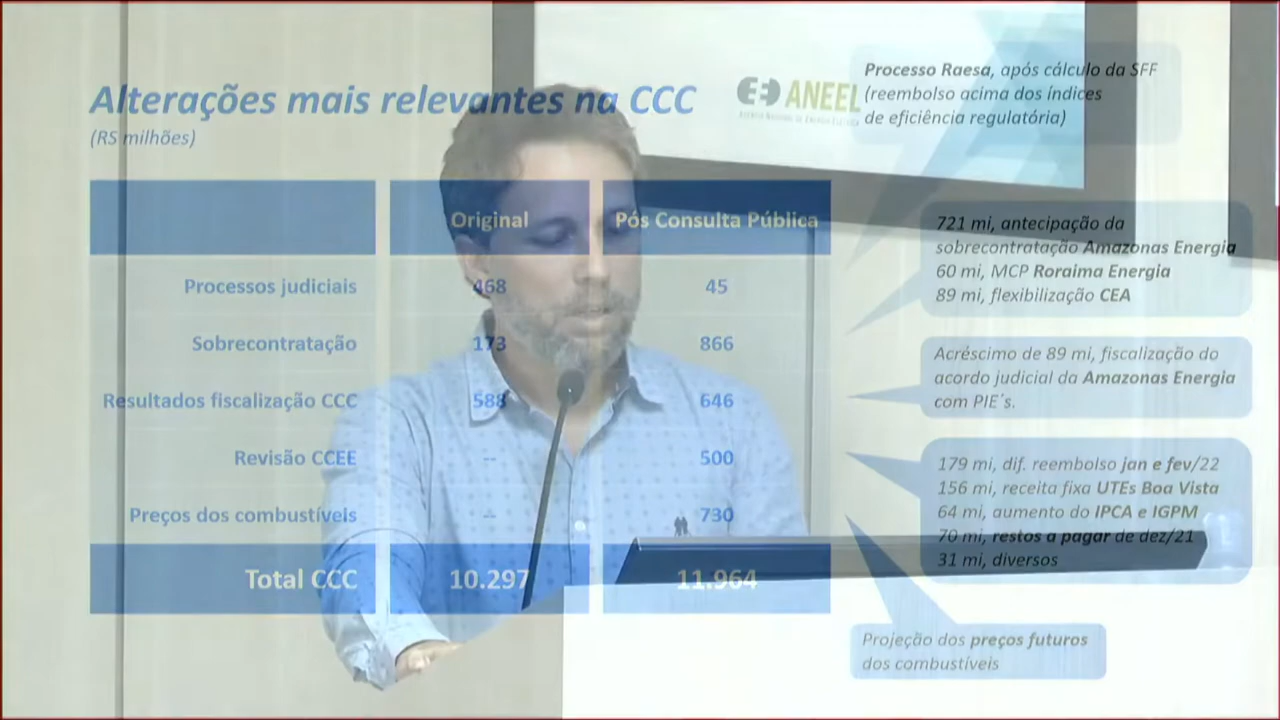 Alterações mais relevantes na CCC
(R$ milhões)
ANEEL
Agência Nacional de Energia Elétrica
Original Pós Consulta Pública
Processos judiciais 468 45
Sobrecontratação 173 866
Resultados fiscalização CCC 588 646
Revisão CCEE -- 500
Preços dos combustíveis -- 730
Total CCC 10.297 11.964
Processo Raesa, após cálculo da SFF
(reembolso acima dos índices
de eficiência regulatória)
721 mi, antecipação da
sobrecontratação Amazonas Energia
60 mi, MCP Roraima Energia
89 mi, flexibilização CEA
Acréscimo de 89 mi, fiscalização do
acordo judicial da Amazonas Energia
com PIE´s.
179 mi, dif. reembolso jan e fev/22
156 mi, receita fixa UTEs Boa Vista
64 mi, aumento do IPCA e IGPM
70 mi, restos a pagar de dez/21
31 mi, diversos
Projeção dos preços futuros
dos combustíveis